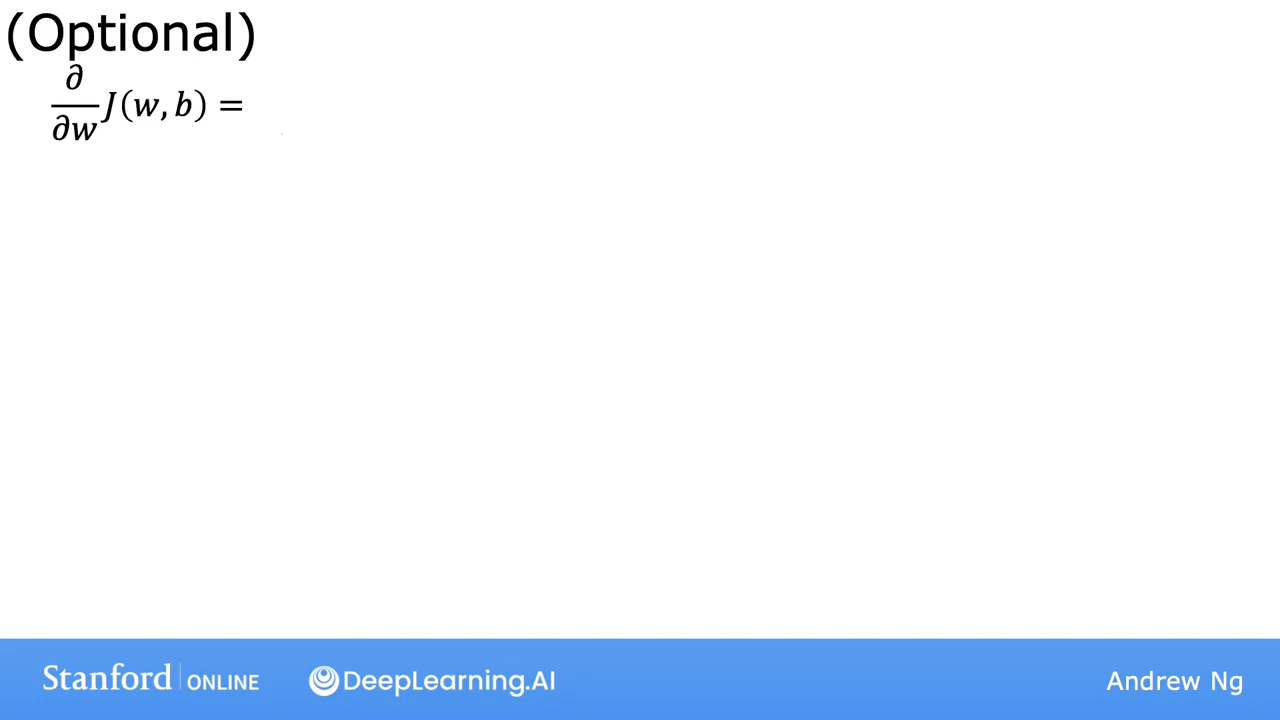 (Optional)
∂/∂w J(w, b) =
Stanford | ONLINE DeepLearning.AI Andrew Ng